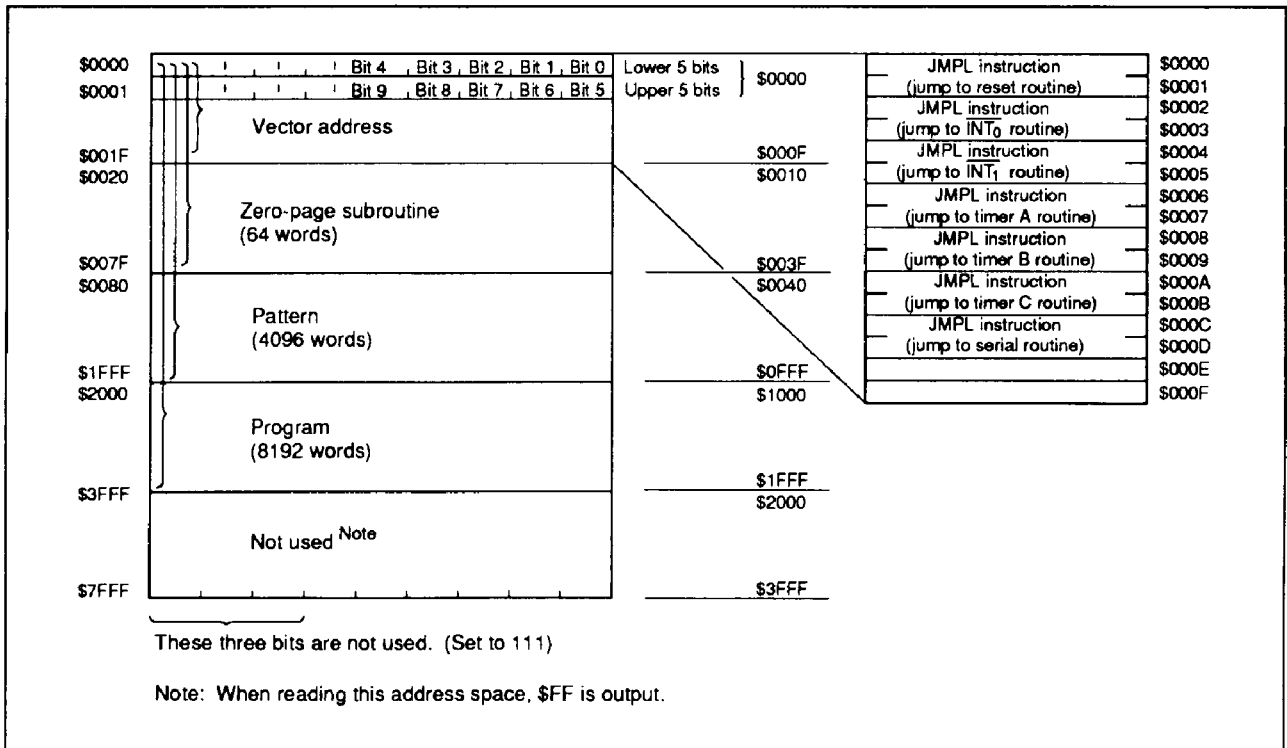 $0000
Bit 4 Bit 3 Bit 2 Bit 1 Bit 0
Lower 5 bits
$0001
Bit 9 Bit 8 Bit 7 Bit 6 Bit 5
Upper 5 bits
$0000
Vector address
$001F
$000F
$0020
$0010
Zero-page subroutine
(64 words)
$007F
$003F
$0080
$0040
Pattern
(4096 words)
$1FFF
$0FFF
$2000
$1000
Program
(8192 words)
$3FFF
$1FFF
$2000
Not used Note
$7FFF
$3FFF
JMPL instruction
(jump to reset routine)
$0000
$0001
JMPL instruction
(jump to INT0 routine)
$0002
$0003
JMPL instruction
(jump to INT1 routine)
$0004
$0005
JMPL instruction
(jump to timer A routine)
$0006
$0007
JMPL instruction
(jump to timer B routine)
$0008
$0009
JMPL instruction
(jump to timer C routine)
$000A
$000B
JMPL instruction
(jump to serial routine)
$000C
$000D
$000E
$000F
These three bits are not used. (Set to 111)
Note: When reading this address space, $FF is output.